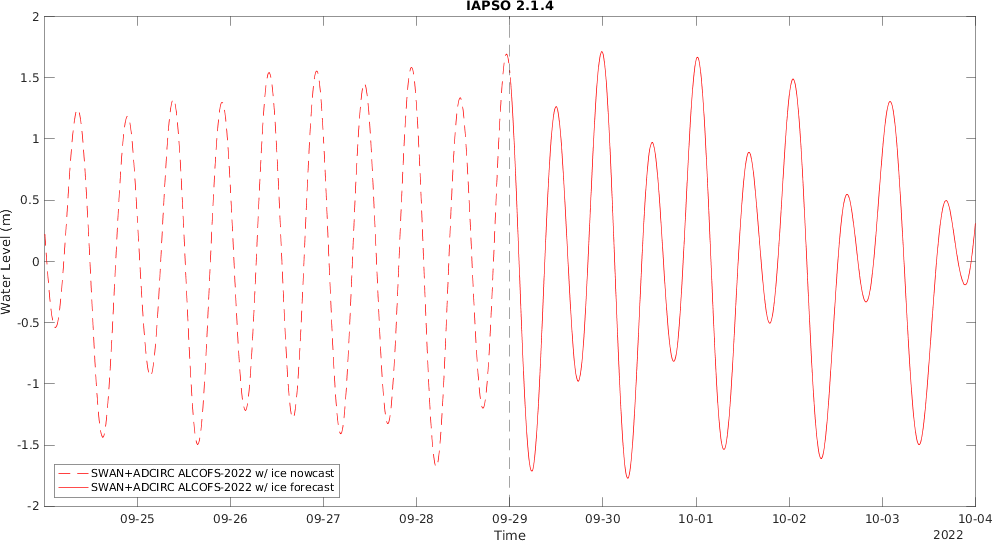 IAPSO 2.1.4
2
1.5
1
0.5
0
-0.5
-1
-1.5
-2
Water Level (m)
SWAN+ADCIRC ALCOFS-2022 w/ ice nowcast
SWAN+ADCIRC ALCOFS-2022 w/ ice forecast
09-25 09-26 09-27 09-28 09-29 09-30 10-01 10-02 10-03 10-04
Time
2022